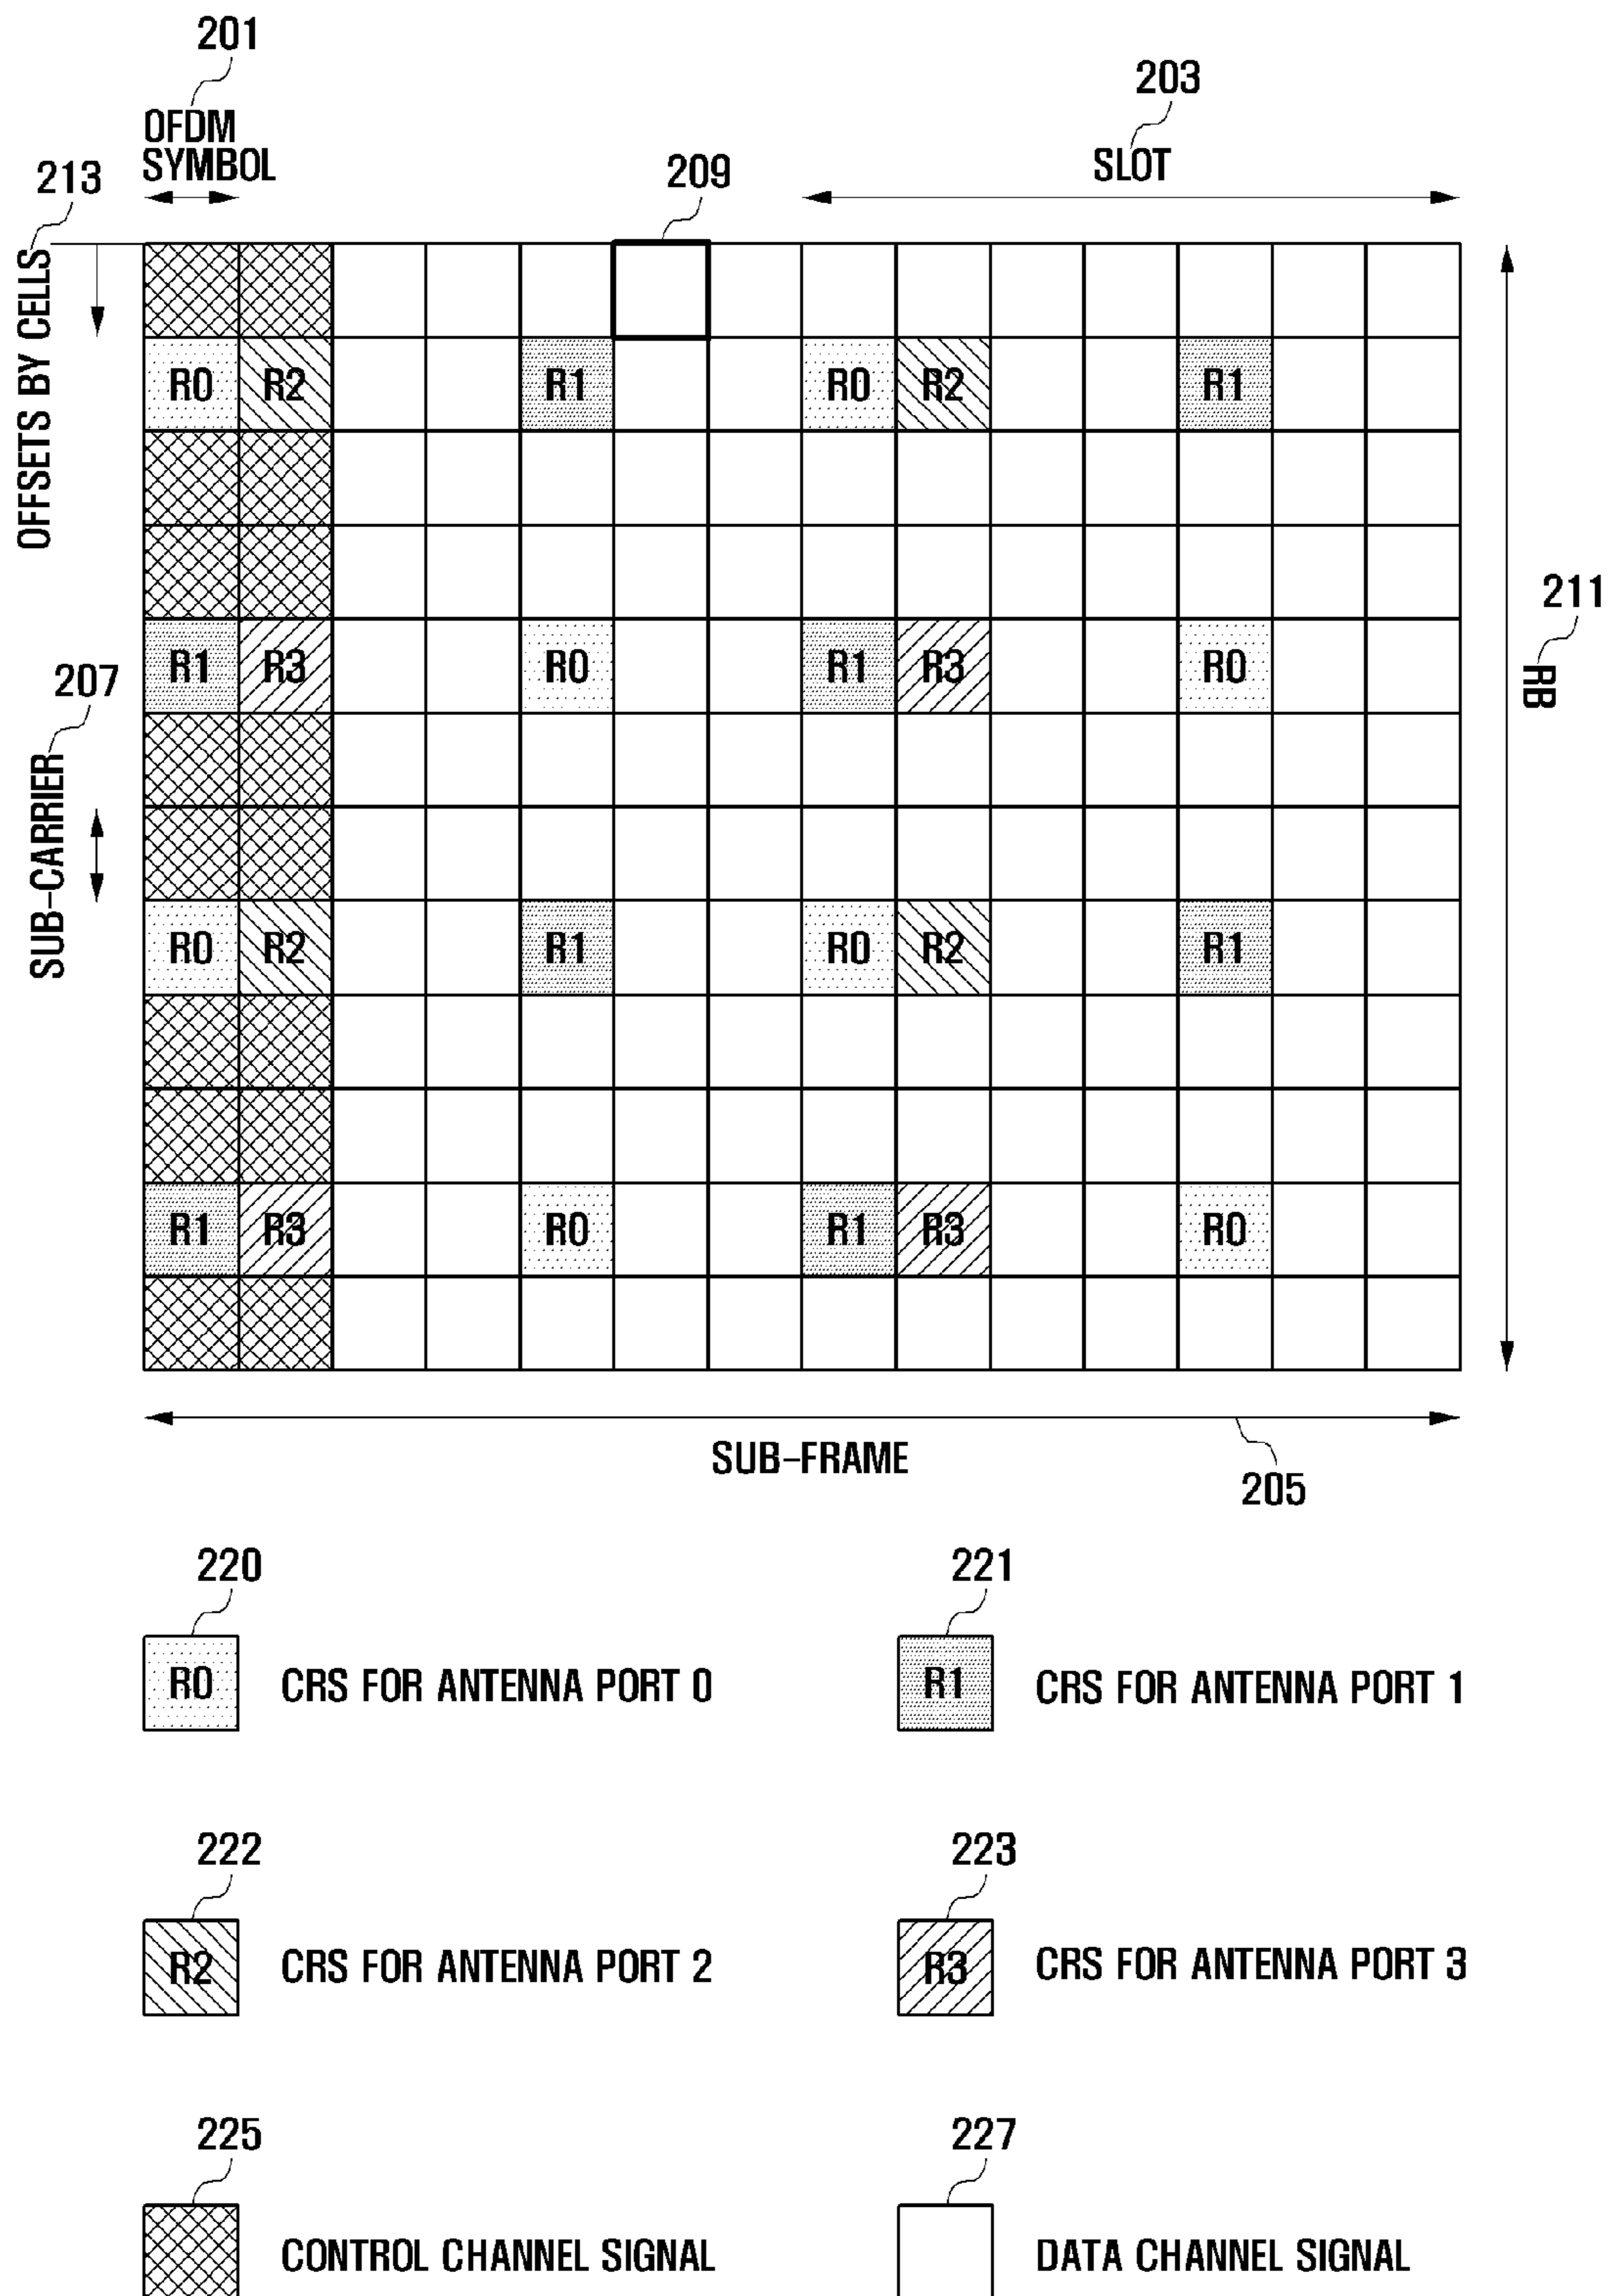 201
203
OFDM
SYMBOL
SLOT
213
209
OFFSETS BY CELLS
R0 R2 R1 R0 R2 R1
211
RB
R1 R3 R0 R1 R3 R0
207
SUB-CARRIER
R0 R2 R1 R0 R2 R1
R1 R3 R0 R1 R3 R0
SUB-FRAME
205
220
221
R0 CRS FOR ANTENNA PORT 0
R1 CRS FOR ANTENNA PORT 1
222
223
R2 CRS FOR ANTENNA PORT 2
R3 CRS FOR ANTENNA PORT 3
225
227
CONTROL CHANNEL SIGNAL
DATA CHANNEL SIGNAL